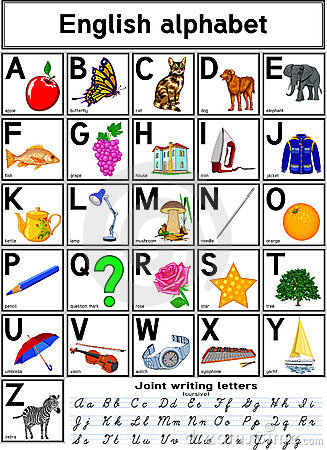 English alphabet
A B C D E
apple butterfly cat dog elephant
F G H I J
fish grape house iron jacket
K L M N O
kettle lamp mushroom needle orange
P Q R S T
pencil question mark rose star tree
U V W X Y
umbrella violin watch xylophone yacht
Z
zebra
Joint writing letters
(cursive)
Aa Bb Cc Dd Ee Ff Gg Hh Ii
Jj Kk Ll Mm Nn Oo Pp Qq Rr
Ss Tt Uu Vv Ww Xx Yy Zz